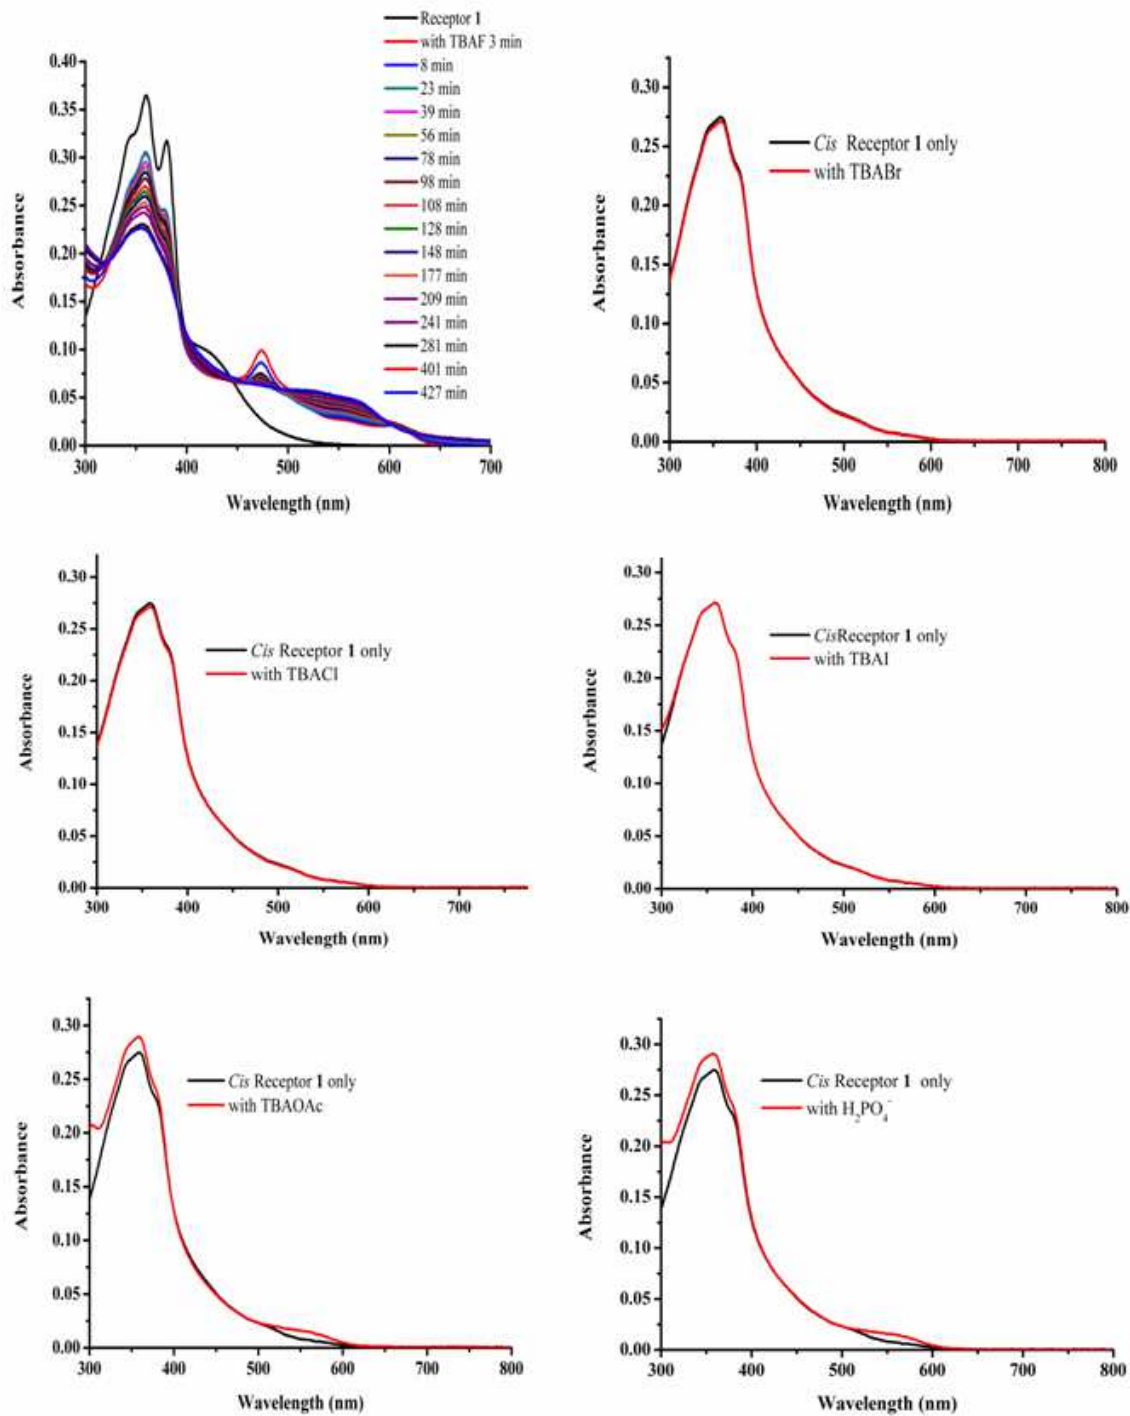 Receptor 1
with TBAF 3 min
8 min
23 min
39 min
56 min
78 min
98 min
108 min
128 min
148 min
177 min
209 min
241 min
281 min
401 min
427 min
0.40
0.35
0.30
0.25
0.20
0.15
0.10
0.05
0.00
Absorbance
300 400 500 600 700
Wavelength (nm)
Cis Receptor 1 only
with TBABr
0.30
0.25
0.20
0.15
0.10
0.05
0.00
Absorbance
300 400 500 600 700 800
Wavelength (nm)
Cis Receptor 1 only
with TBACl
0.30
0.25
0.20
0.15
0.10
0.05
0.00
Absorbance
300 400 500 600 700
Wavelength (nm)
CisReceptor 1 only
with TBAI
0.30
0.25
0.20
0.15
0.10
0.05
0.00
Absorbance
300 400 500 600 700 800
Wavelength (nm)
Cis Receptor 1 only
with TBAOAc
0.30
0.25
0.20
0.15
0.10
0.05
0.00
Absorbance
300 400 500 600 700 800
Wavelength (nm)
Cis Receptor 1 only
with H₂PO₄⁻
0.30
0.25
0.20
0.15
0.10
0.05
0.00
Absorbance
300 400 500 600 700 800
Wavelength (nm)